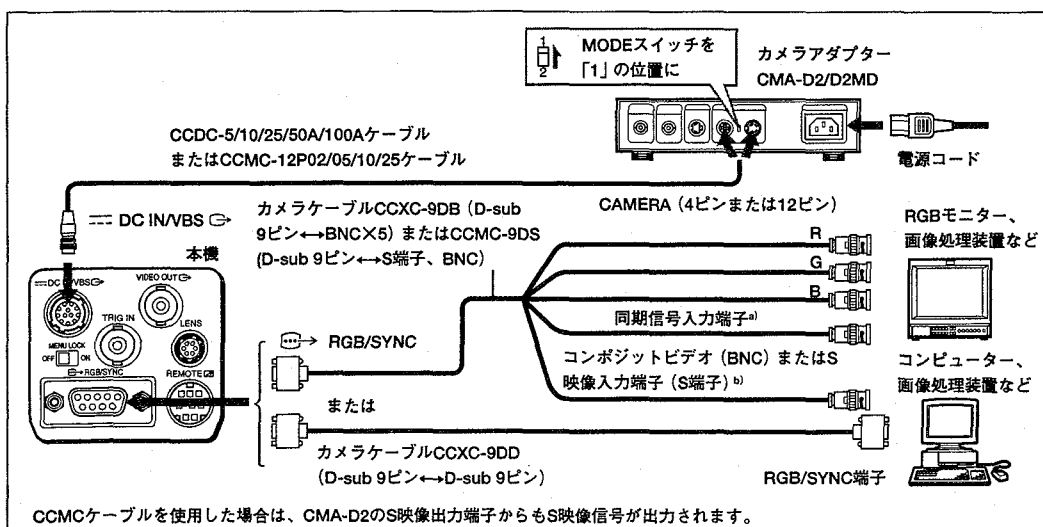 1
2
MODEスイッチを
「1」の位置に
カメラアダプター
CMA-D2/D2MD
CCDC-5/10/25/50A/100Aケーブル
またはCCMC-12P02/05/10/25ケーブル
電源コード
DC IN/VBS
カメラケーブルCCXC-9DB(D-sub
9ピン←→BNC×5)またはCCMC-9DS
(D-sub 9ピン←→S端子、BNC)
CAMERA(4ピンまたは12ピン)
RGBモニター、
画像処理装置など
本機
DC IN/VBS
VIDEO OUT
TRIG IN
LENS
MENU LOCK
OFF
ON
RGB/SYNC
REMOTE
R
G
B
同期信号入力端子a)
RGB/SYNC
コンポジットビデオ(BNC)またはS
映像入力端子(S端子)b)
コンピューター、
画像処理装置など
または
カメラケーブルCCXC-9DD
(D-sub 9ピン←→D-sub 9ピン)
RGB/SYNC端子
CCMCケーブルを使用した場合は、CMA-D2のS映像出力端子からもS映像信号が出力されます。